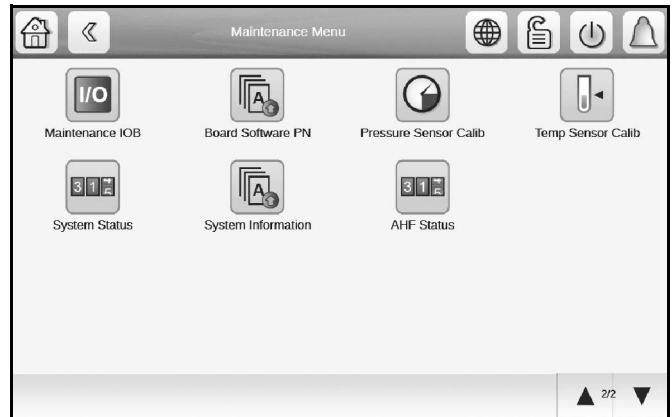 Maintenance Menu
I/O
Maintenance IOB
A
Board Software PN
Pressure Sensor Calib
Temp Sensor Calib
3 1
System Status
A
System Information
3 1
AHF Status
2/2